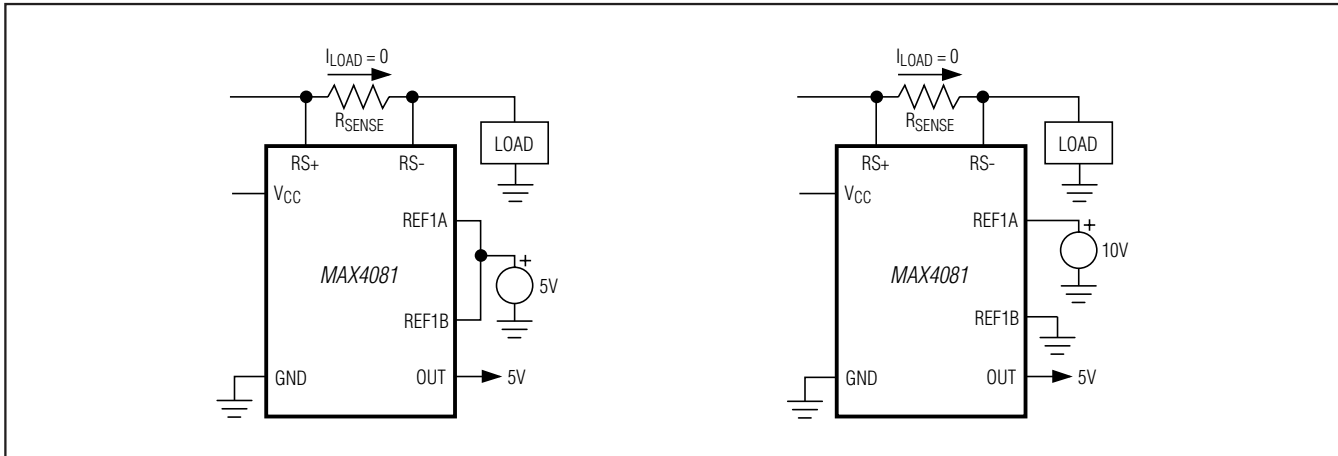 I_LOAD = 0
R_SENSE
RS+ RS-
LOAD
V_CC
REF1A
MAX4081
+
5V
REF1B
GND
OUT
5V
I_LOAD = 0
R_SENSE
RS+ RS-
LOAD
V_CC
REF1A
+
10V
MAX4081
REF1B
GND
OUT
5V